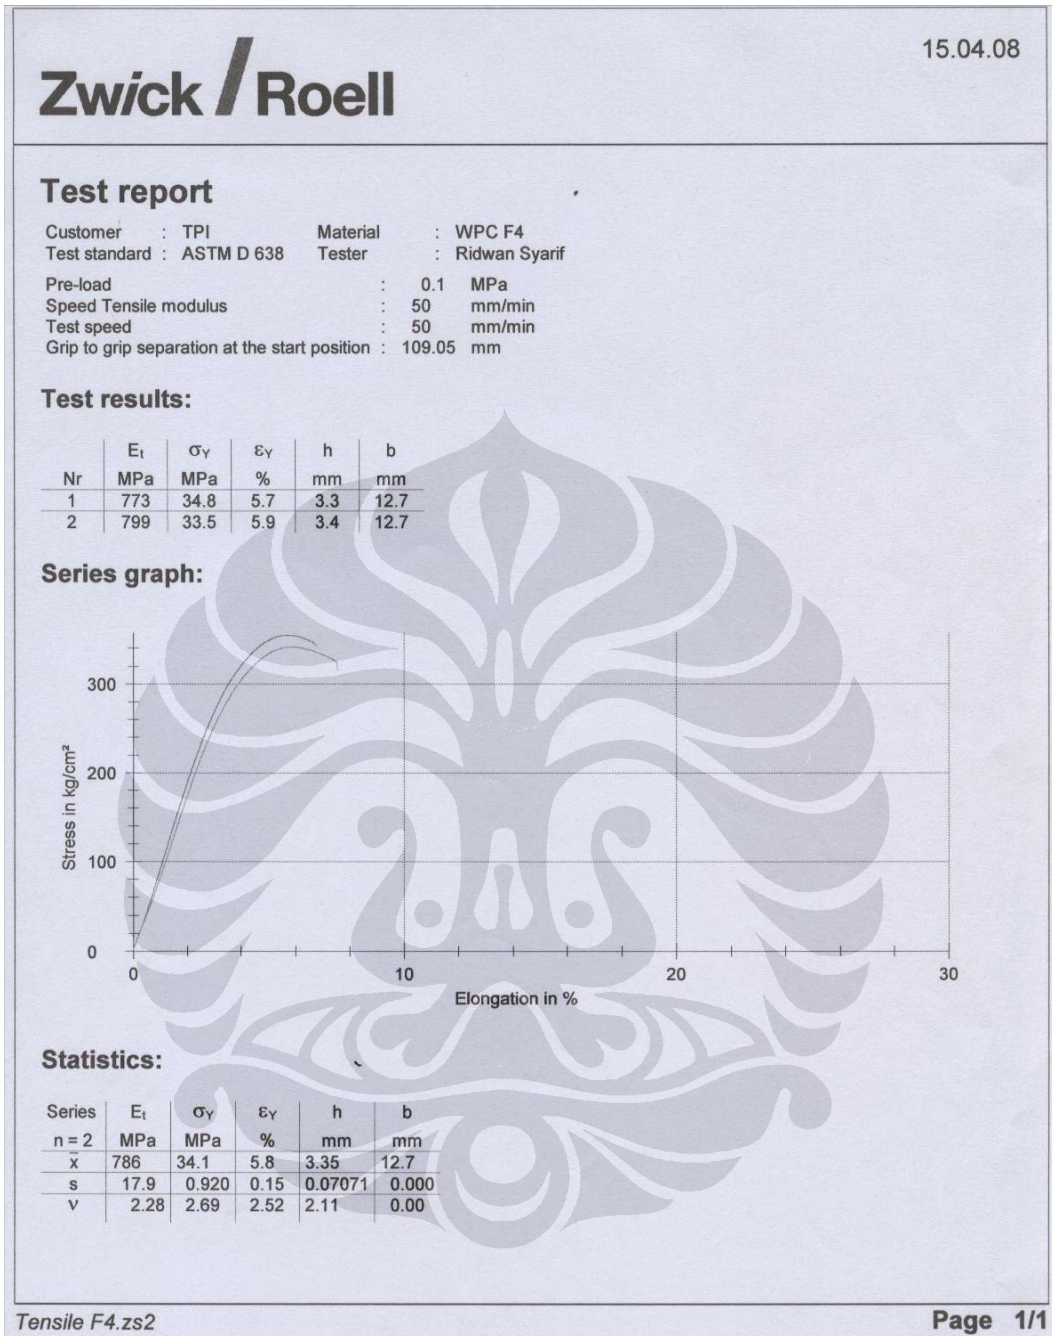 15.04.08
Zwick / Roell
Test report
Customer : TPI Material : WPC F4
Test standard : ASTM D 638 Tester : Ridwan Syarif
Pre-load : 0.1 MPa
Speed Tensile modulus : 50 mm/min
Test speed : 50 mm/min
Grip to grip separation at the start position : 109.05 mm
Test results:
Et σY εY h b
Nr MPa MPa % mm mm
1 773 34.8 5.7 3.3 12.7
2 799 33.5 5.9 3.4 12.7
Series graph:
300
200
100
0
Stress in kg/cm²
0 10 20 30
Elongation in %
Statistics:
Series Et σY εY h b
n = 2 MPa MPa % mm mm
x̄ 786 34.1 5.8 3.35 12.7
s 17.9 0.920 0.15 0.07071 0.000
ν 2.28 2.69 2.52 2.11 0.00
Tensile F4.zs2 Page 1/1